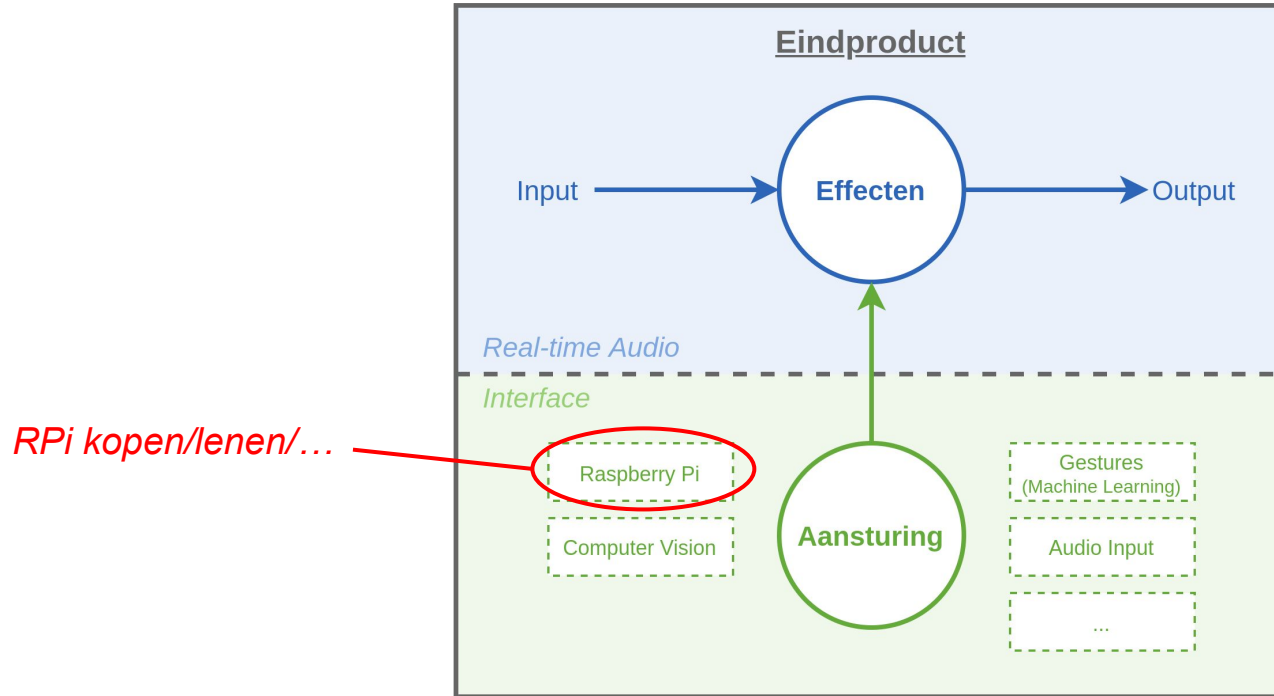 Eindproduct
Input
Effecten
Output
Real-time Audio
Interface
RPi kopen/lenen/…
Raspberry Pi
Computer Vision
Aansturing
Gestures
(Machine Learning)
Audio Input
...